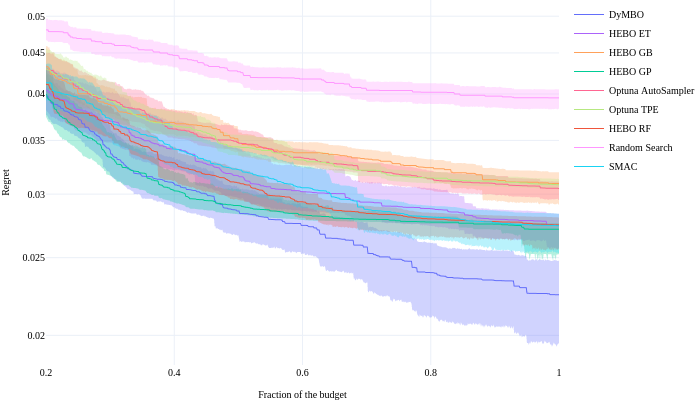 0.05
0.045
0.04
0.035
0.03
0.025
0.02
Regret
0.2
0.4
0.6
0.8
1
Fraction of the budget
DyMBO
HEBO ET
HEBO GB
HEBO GP
Optuna AutoSampler
Optuna TPE
HEBO RF
Random Search
SMAC